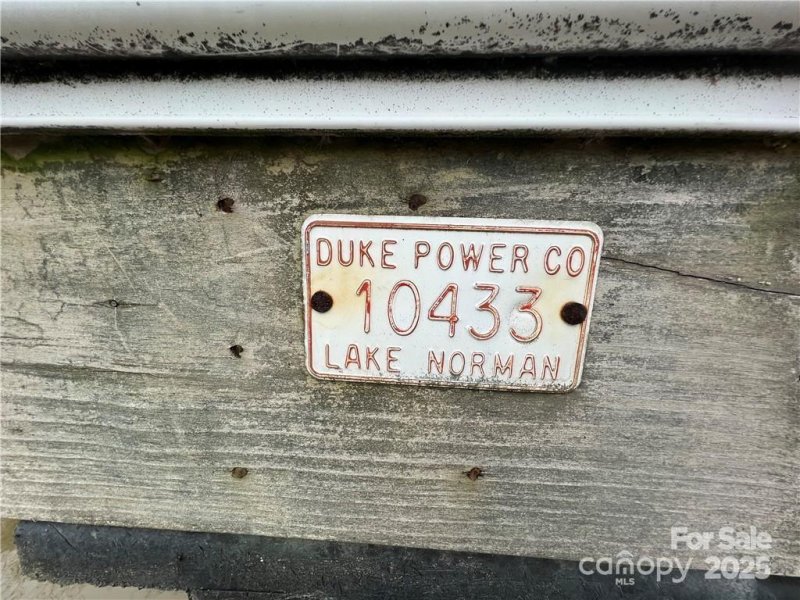 DUKE POWER CO
10433
LAKE NORMAN
For Sale
canopy MLS 2025